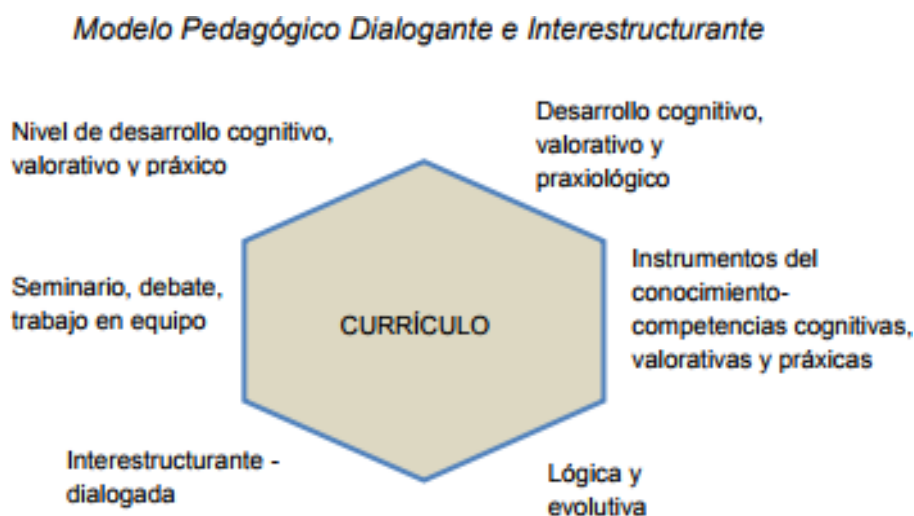 Modelo Pedagógico Dialogante e Interestructurante
Nivel de desarrollo cognitivo,
valorativo y práxico
Desarrollo cognitivo,
valorativo y
praxiológico
Seminario, debate,
trabajo en equipo
CURRÍCULO
Instrumentos del
conocimiento-
competencias cognitivas,
valorativas y práxicas
Interestructurante -
dialogada
Lógica y
evolutiva